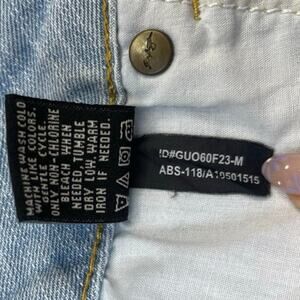 MACHINE WASH COLD
WITH LIKE COLORS.
GENTLE CYCLE.
ONLY NON-CHLORINE
BLEACH WHEN
NEEDED, TUMBLE
DRY LOW, WARM
IRON IF NEEDED.
ID#GUO60F23-M
ABS-118/A10501515